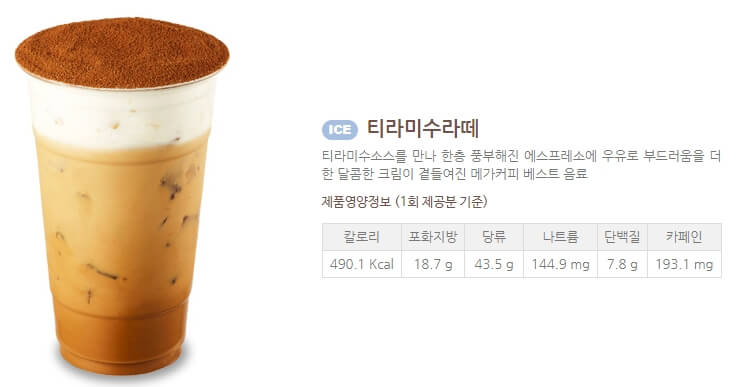 ICE 티라미수라떼
티라미수소스를 만나 한층 풍부해진 에스프레소에 우유로 부드러움을 더
한 달콤한 크림이 곁들여진 메가커피 베스트 음료
제품영양정보 (1회 제공분 기준)
칼로리 포화지방 당류 나트륨 단백질 카페인
490.1 Kcal 18.7 g 43.5 g 144.9 mg 7.8 g 193.1 mg